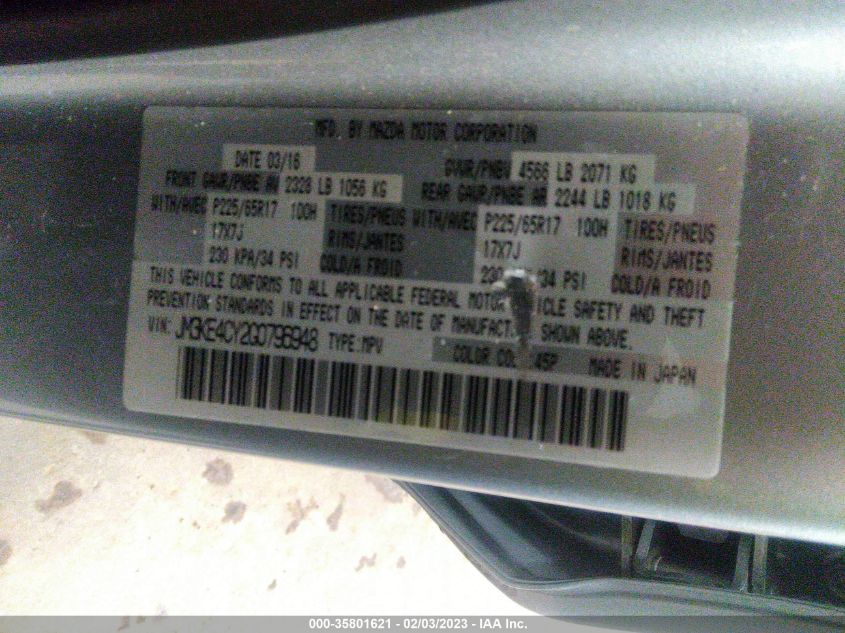 MFD. BY MAZDA MOTOR CORPORATION
DATE 03/16 GVWR/PNBV 4566 LB 2071 KG
FRONT GAWR/PNBE AV 2328 LB 1056 KG REAR GAWR/PNBE AR 2244 LB 1018 KG
WITH/AVEC P225/65R17 100H TIRES/PNEUS WITH/AVEC P225/65R17 100H TIRES/PNEUS
17X7J RIMS/JANTES 17X7J RIMS/JANTES
230 KPA/34 PSI COLD/A FROID 230 /34 PSI COLD/A FROID
THIS VEHICLE CONFORMS TO ALL APPLICABLE FEDERAL MOTOR VEHICLE SAFETY AND THEFT
PREVENTION STANDARDS IN EFFECT ON THE DATE OF MANUFACTURE SHOWN ABOVE.
VIN: JM3KE4CY2G0796948 TYPE:MPV
COLOR CODE 45P MADE IN JAPAN
000-35801621 - 02/03/2023 - IAA Inc.